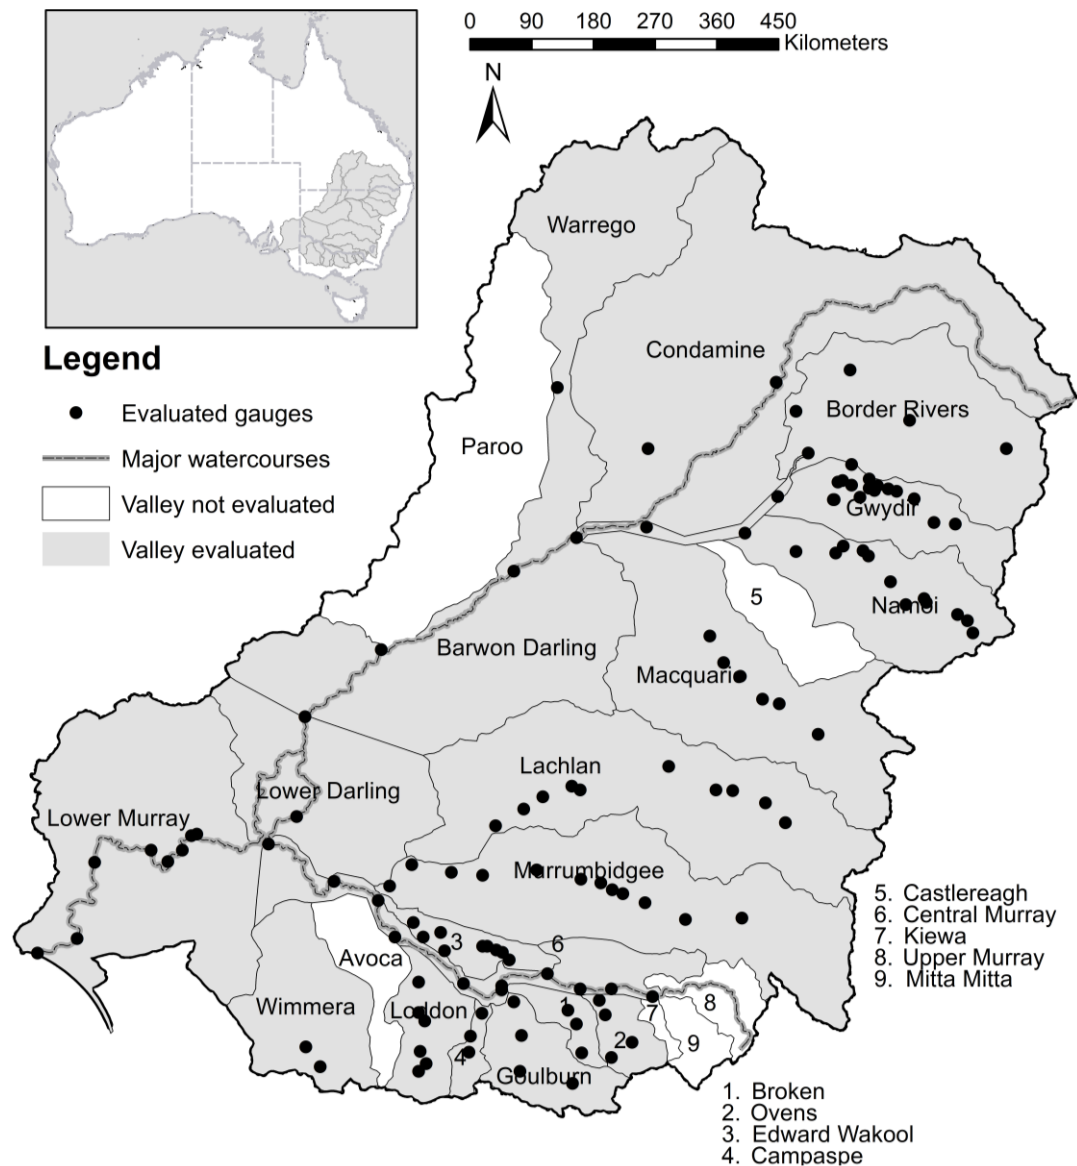 0 90 180 270 360 450
Kilometers
N
Warrego
Legend
Condamine
Evaluated gauges
Border Rivers
Paroo
Major watercourses
Valley not evaluated
Gwydir
Valley evaluated
5
Namoi
Barwon Darling
Macquarie
Lachlan
Lower Darling
Lower Murray
Murrumbidgee
5. Castlereagh
6. Central Murray
7. Kiewa
8. Upper Murray
9. Mitta Mitta
3
6
Avoca
Wimmera
Loddon
1
7
8
2
9
4
Goulburn
1. Broken
2. Ovens
3. Edward Wakool
4. Campaspe